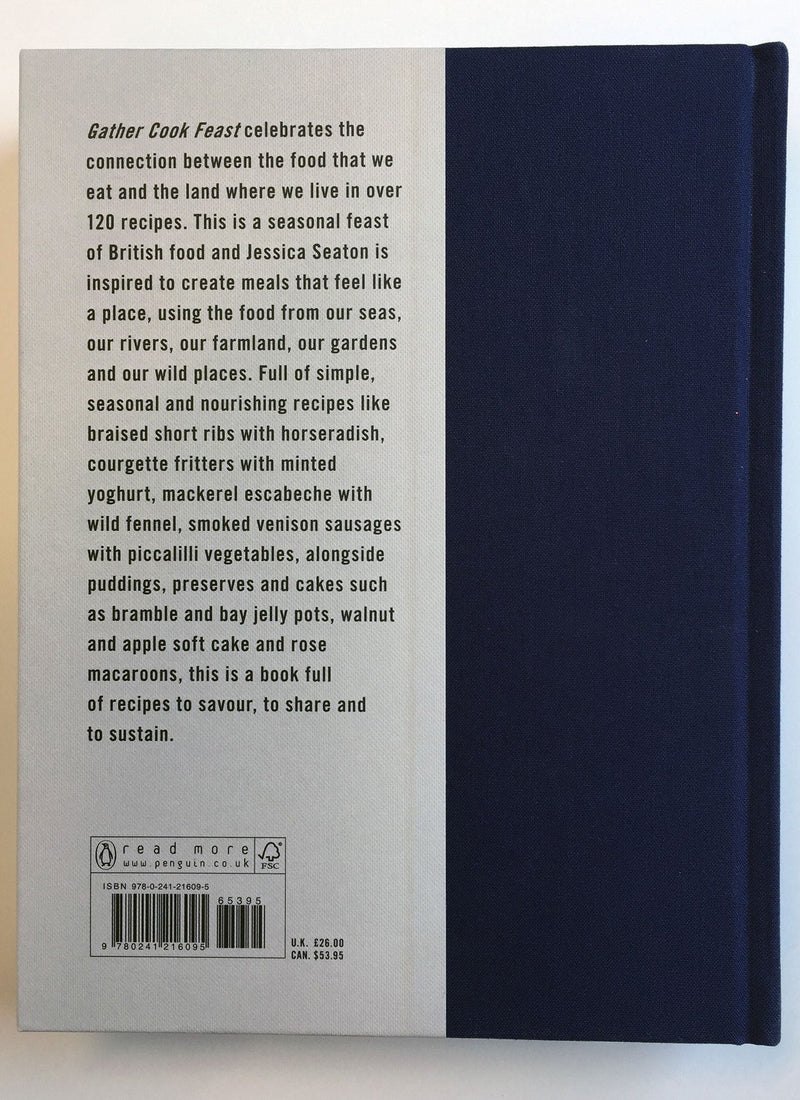 Gather Cook Feast celebrates the
connection between the food that we
eat and the land where we live in over
120 recipes. This is a seasonal feast
of British food and Jessica Seaton is
inspired to create meals that feel like
a place, using the food from our seas,
our rivers, our farmland, our gardens
and our wild places. Full of simple,
seasonal and nourishing recipes like
braised short ribs with horseradish,
courgette fritters with minted
yoghurt, mackerel escabeche with
wild fennel, smoked venison sausages
with piccalilli vegetables, alongside
puddings, preserves and cakes such
as bramble and bay jelly pots, walnut
and apple soft cake and rose
macaroons, this is a book full
of recipes to savour, to share and
to sustain.
read more
www.penguin.co.uk
FSC
ISBN 978-0-241-21609-5
65395
9 780241 216095
U.K. £26.00
CAN. $53.95